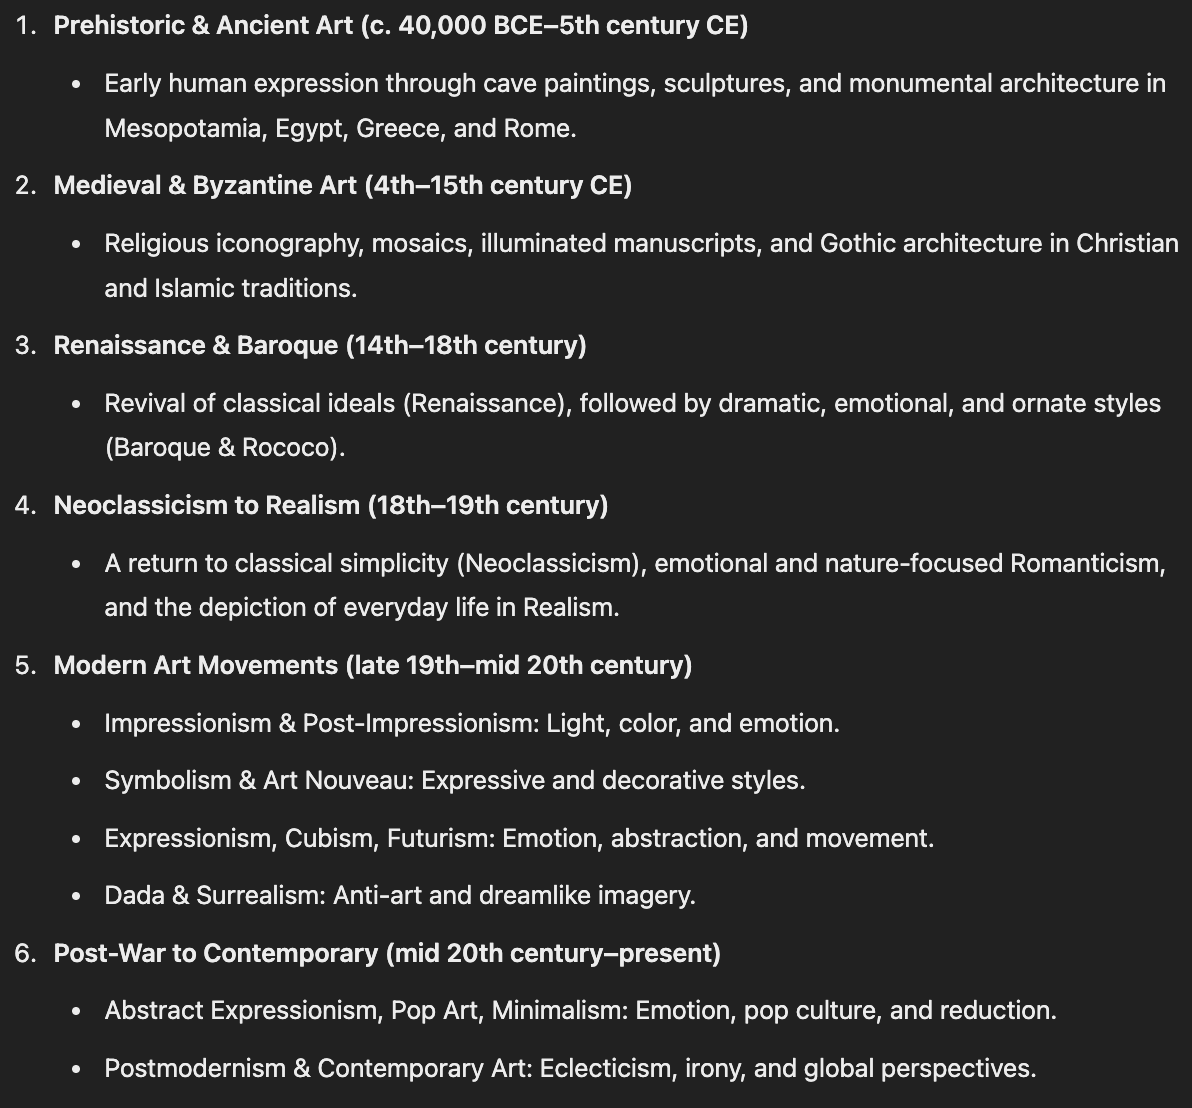 1. Prehistoric & Ancient Art (c. 40,000 BCE–5th century CE)
• Early human expression through cave paintings, sculptures, and monumental architecture in
Mesopotamia, Egypt, Greece, and Rome.
2. Medieval & Byzantine Art (4th–15th century CE)
• Religious iconography, mosaics, illuminated manuscripts, and Gothic architecture in Christian
and Islamic traditions.
3. Renaissance & Baroque (14th–18th century)
• Revival of classical ideals (Renaissance), followed by dramatic, emotional, and ornate styles
(Baroque & Rococo).
4. Neoclassicism to Realism (18th–19th century)
• A return to classical simplicity (Neoclassicism), emotional and nature-focused Romanticism,
and the depiction of everyday life in Realism.
5. Modern Art Movements (late 19th–mid 20th century)
• Impressionism & Post-Impressionism: Light, color, and emotion.
• Symbolism & Art Nouveau: Expressive and decorative styles.
• Expressionism, Cubism, Futurism: Emotion, abstraction, and movement.
• Dada & Surrealism: Anti-art and dreamlike imagery.
6. Post-War to Contemporary (mid 20th century–present)
• Abstract Expressionism, Pop Art, Minimalism: Emotion, pop culture, and reduction.
• Postmodernism & Contemporary Art: Eclecticism, irony, and global perspectives.